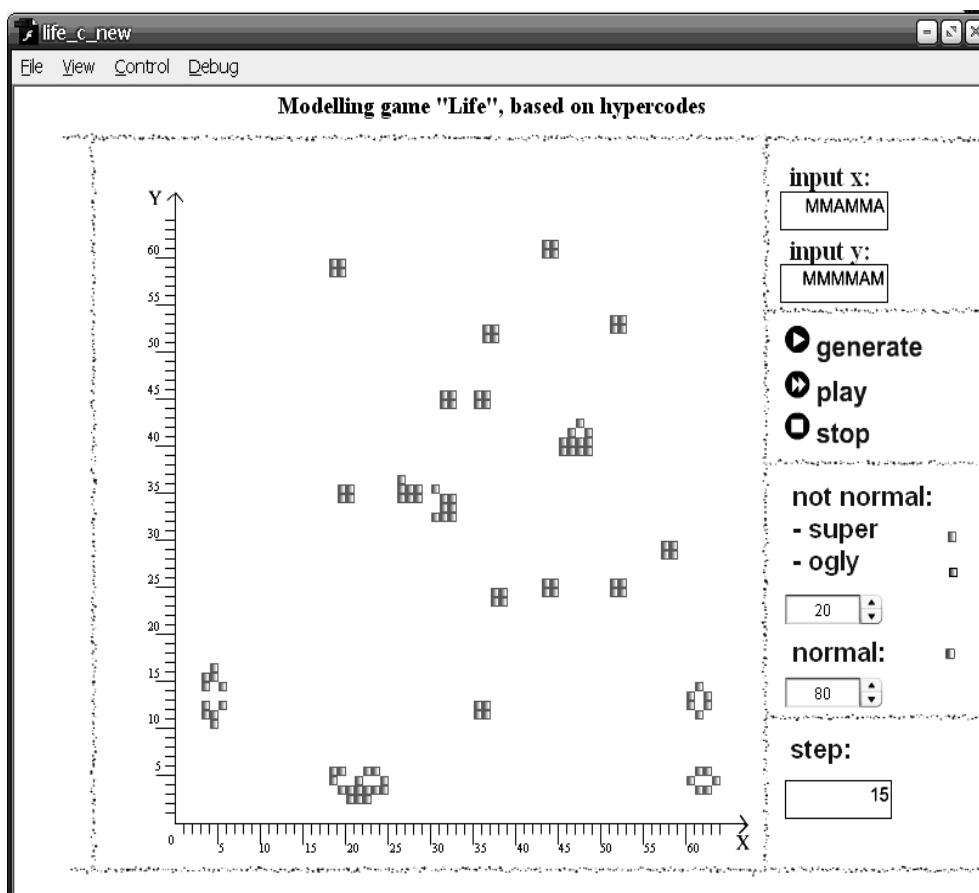 life_c_new
File View Control Debug
Modelling game "Life", based on hypercodes
input x:
MMAMMA
input y:
MMMMAM
generate
play
stop
not normal:
- super
- ogly
20
normal:
80
step:
15
Y
60
55
50
45
40
35
30
25
20
15
10
5
0 5 10 15 20 25 30 35 40 45 50 55 60 X